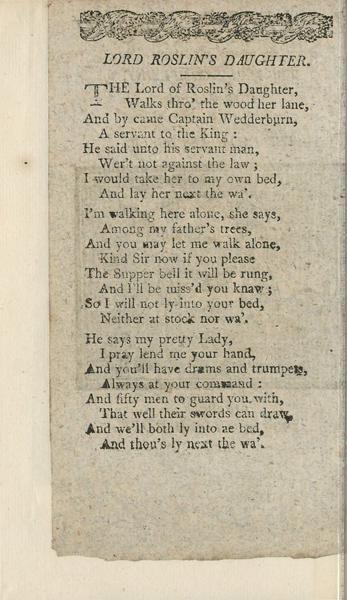 LORD ROSLIN'S DAUGHTER.
THE Lord of Roslin's Daughter,
Walks thro' the wood her lane,
And by came Captain Wedderburn,
A servant to the King:
He said unto his servant man,
Wer't not against the law;
I would take her to my own bed,
And lay her next the wa'.
I'm walking here alone, she says,
Among my father's trees,
And you may let me walk alone,
Kind Sir now if you please
The Supper bell it will be rung,
And I'll be miss'd you knaw;
So I will not ly into your bed,
Neither at stock nor wa'.
He says my pretty Lady,
I pray lend me your hand,
And you'll have drums and trumpets,
Always at your command:
And fifty men to guard you with,
That well their swords can draw,
And we'll both ly into ae bed,
And thou's ly next the wa'.